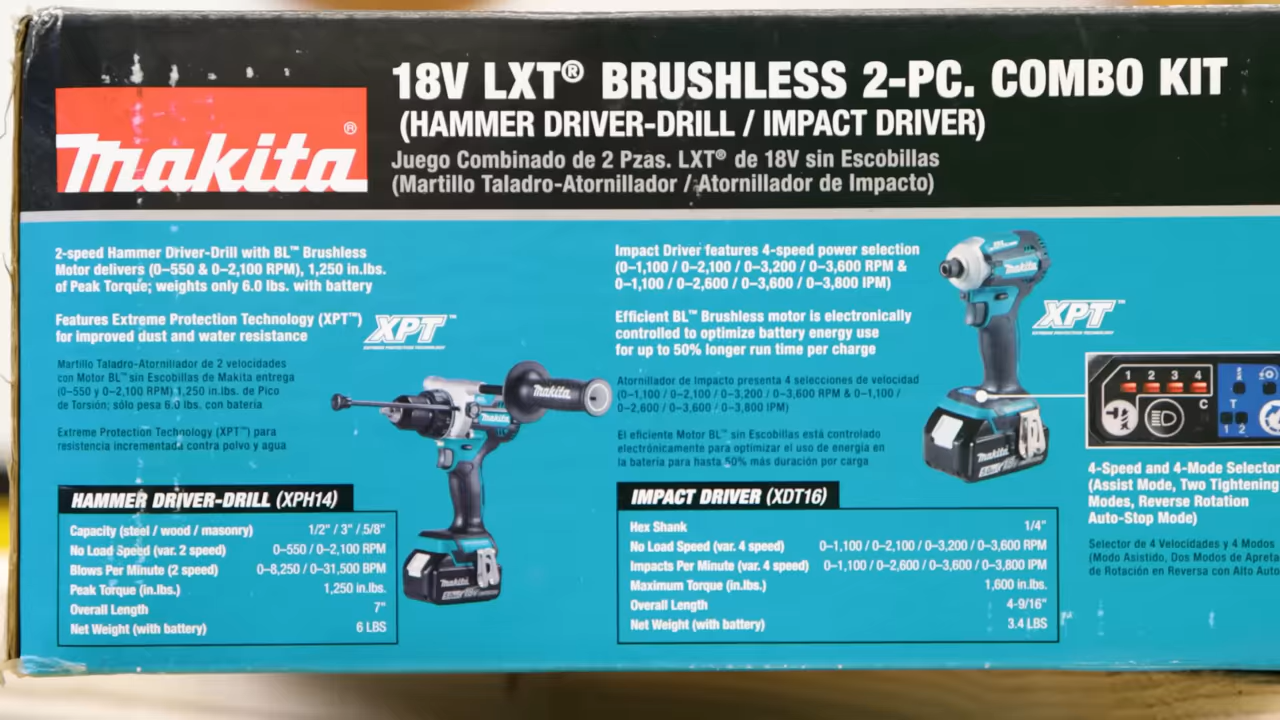 18V LXT® BRUSHLESS 2-PC. COMBO KIT
(HAMMER DRIVER-DRILL / IMPACT DRIVER)
Juego Combinado de 2 Pzas. LXT® de 18V sin Escobillas
(Martillo Taladro-Atornillador / Atornillador de Impacto)
makita®
2-speed Hammer Driver-Drill with BL™ Brushless
Motor delivers (0–550 & 0–2,100 RPM), 1,250 in.lbs.
of Peak Torque; weights only 6.0 lbs. with battery
Features Extreme Protection Technology (XPT™)
for improved dust and water resistance
XPT™
EXTREME PROTECTION TECHNOLOGY
Martillo Taladro-Atornillador de 2 velocidades
con Motor BL™ sin Escobillas de Makita entrega
(0–550 y 0–2,100 RPM) 1,250 in.lbs. de Pico
de Torsión; sólo pesa 6.0 lbs. con batería
Extreme Protection Technology (XPT™) para
resistencia incrementada contra polvo y agua
Makita
Makita
Makita
HAMMER DRIVER-DRILL (XPH14)
Capacity (steel / wood / masonry) 1/2" / 3" / 5/8"
No Load Speed (var. 2 speed) 0–550 / 0–2,100 RPM
Blows Per Minute (2 speed) 0–8,250 / 0–31,500 BPM
Peak Torque (in.lbs.) 1,250 in.lbs.
Overall Length 7"
Net Weight (with battery) 6 LBS
Impact Driver features 4-speed power selection
(0–1,100 / 0–2,100 / 0–3,200 / 0–3,600 RPM &
0–1,100 / 0–2,600 / 0–3,600 / 0–3,800 IPM)
Efficient BL™ Brushless motor is electronically
controlled to optimize battery energy use
for up to 50% longer run time per charge
Atornillador de Impacto presenta 4 selecciones de velocidad
(0–1,100 / 0–2,100 / 0–3,200 / 0–3,600 RPM & 0–1,100 /
0–2,600 / 0–3,600 / 0–3,800 IPM)
El eficiente Motor BL™ sin Escobillas está controlado
electrónicamente para optimizar el uso de energía en
la batería para hasta 50% más duración por carga
Makita
Makita
XPT™
EXTREME PROTECTION TECHNOLOGY
IMPACT DRIVER (XDT16)
Hex Shank 1/4"
No Load Speed (var. 4 speed) 0–1,100 / 0–2,100 / 0–3,200 / 0–3,600 RPM
Impacts Per Minute (var. 4 speed) 0–1,100 / 0–2,600 / 0–3,600 / 0–3,800 IPM
Maximum Torque (in.lbs.) 1,600 in.lbs.
Overall Length 4-9/16"
Net Weight (with battery) 3.4 LBS
1 2 3 4
C
T
1 2
4-Speed and 4-Mode Selector
(Assist Mode, Two Tightening
Modes, Reverse Rotation
Auto-Stop Mode)
Selector de 4 Velocidades y 4 Modos
(Modo Asistido, Dos Modos de Apreta
de Rotación en Reversa con Alto Auto